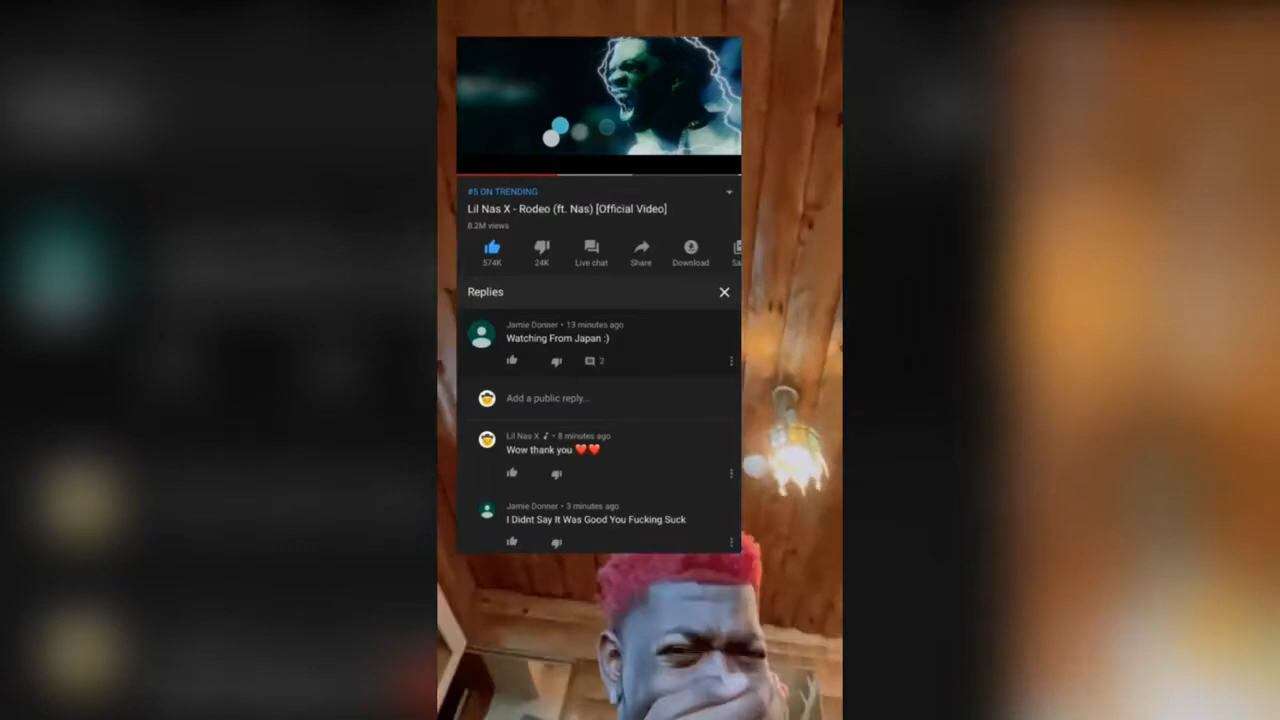 #5 ON TRENDING
Lil Nas X - Rodeo (ft. Nas) [Official Video]
8.2M views
574K 24K Live chat Share Download
Replies
Jamie Donner • 13 minutes ago
Watching From Japan :)
2
Add a public reply...
Lil Nas X ♪ • 8 minutes ago
Wow thank you ❤️❤️
Jamie Donner • 3 minutes ago
I Didnt Say It Was Good You Fucking Suck